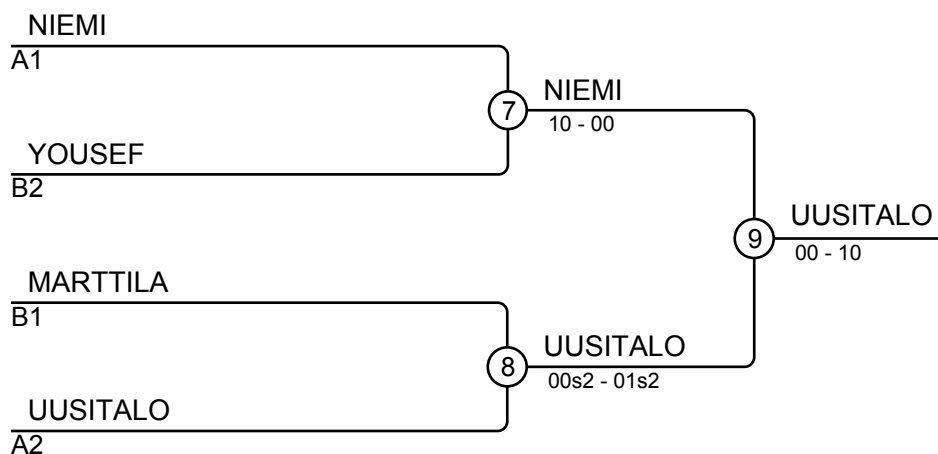 NIEMI
A1
7
NIEMI
10 - 00
YOUSEF
B2
9
UUSITALO
00 - 10
MARTTILA
B1
8
UUSITALO
00s2 - 01s2
UUSITALO
A2